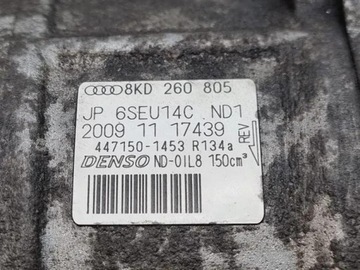 8KD 260 805
JP 6SEU14C ND1
2009 11 17439
REV
447150-1453 R134a
DENSO ND-OIL8 150cm³